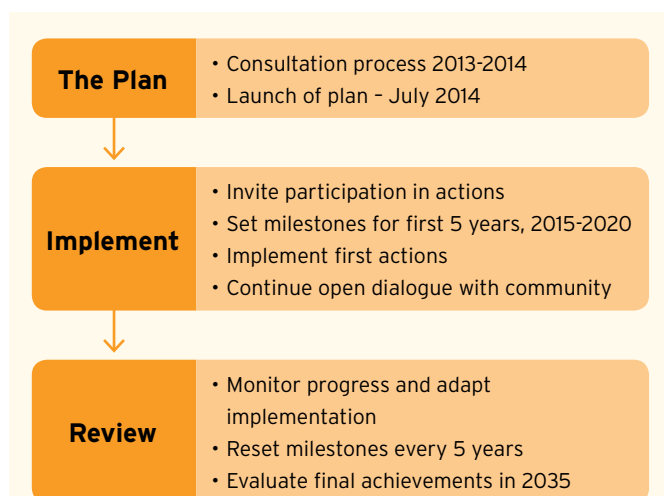 The Plan
• Consultation process 2013-2014
• Launch of plan – July 2014
Implement
• Invite participation in actions
• Set milestones for first 5 years, 2015-2020
• Implement first actions
• Continue open dialogue with community
Review
• Monitor progress and adapt
implementation
• Reset milestones every 5 years
• Evaluate final achievements in 2035